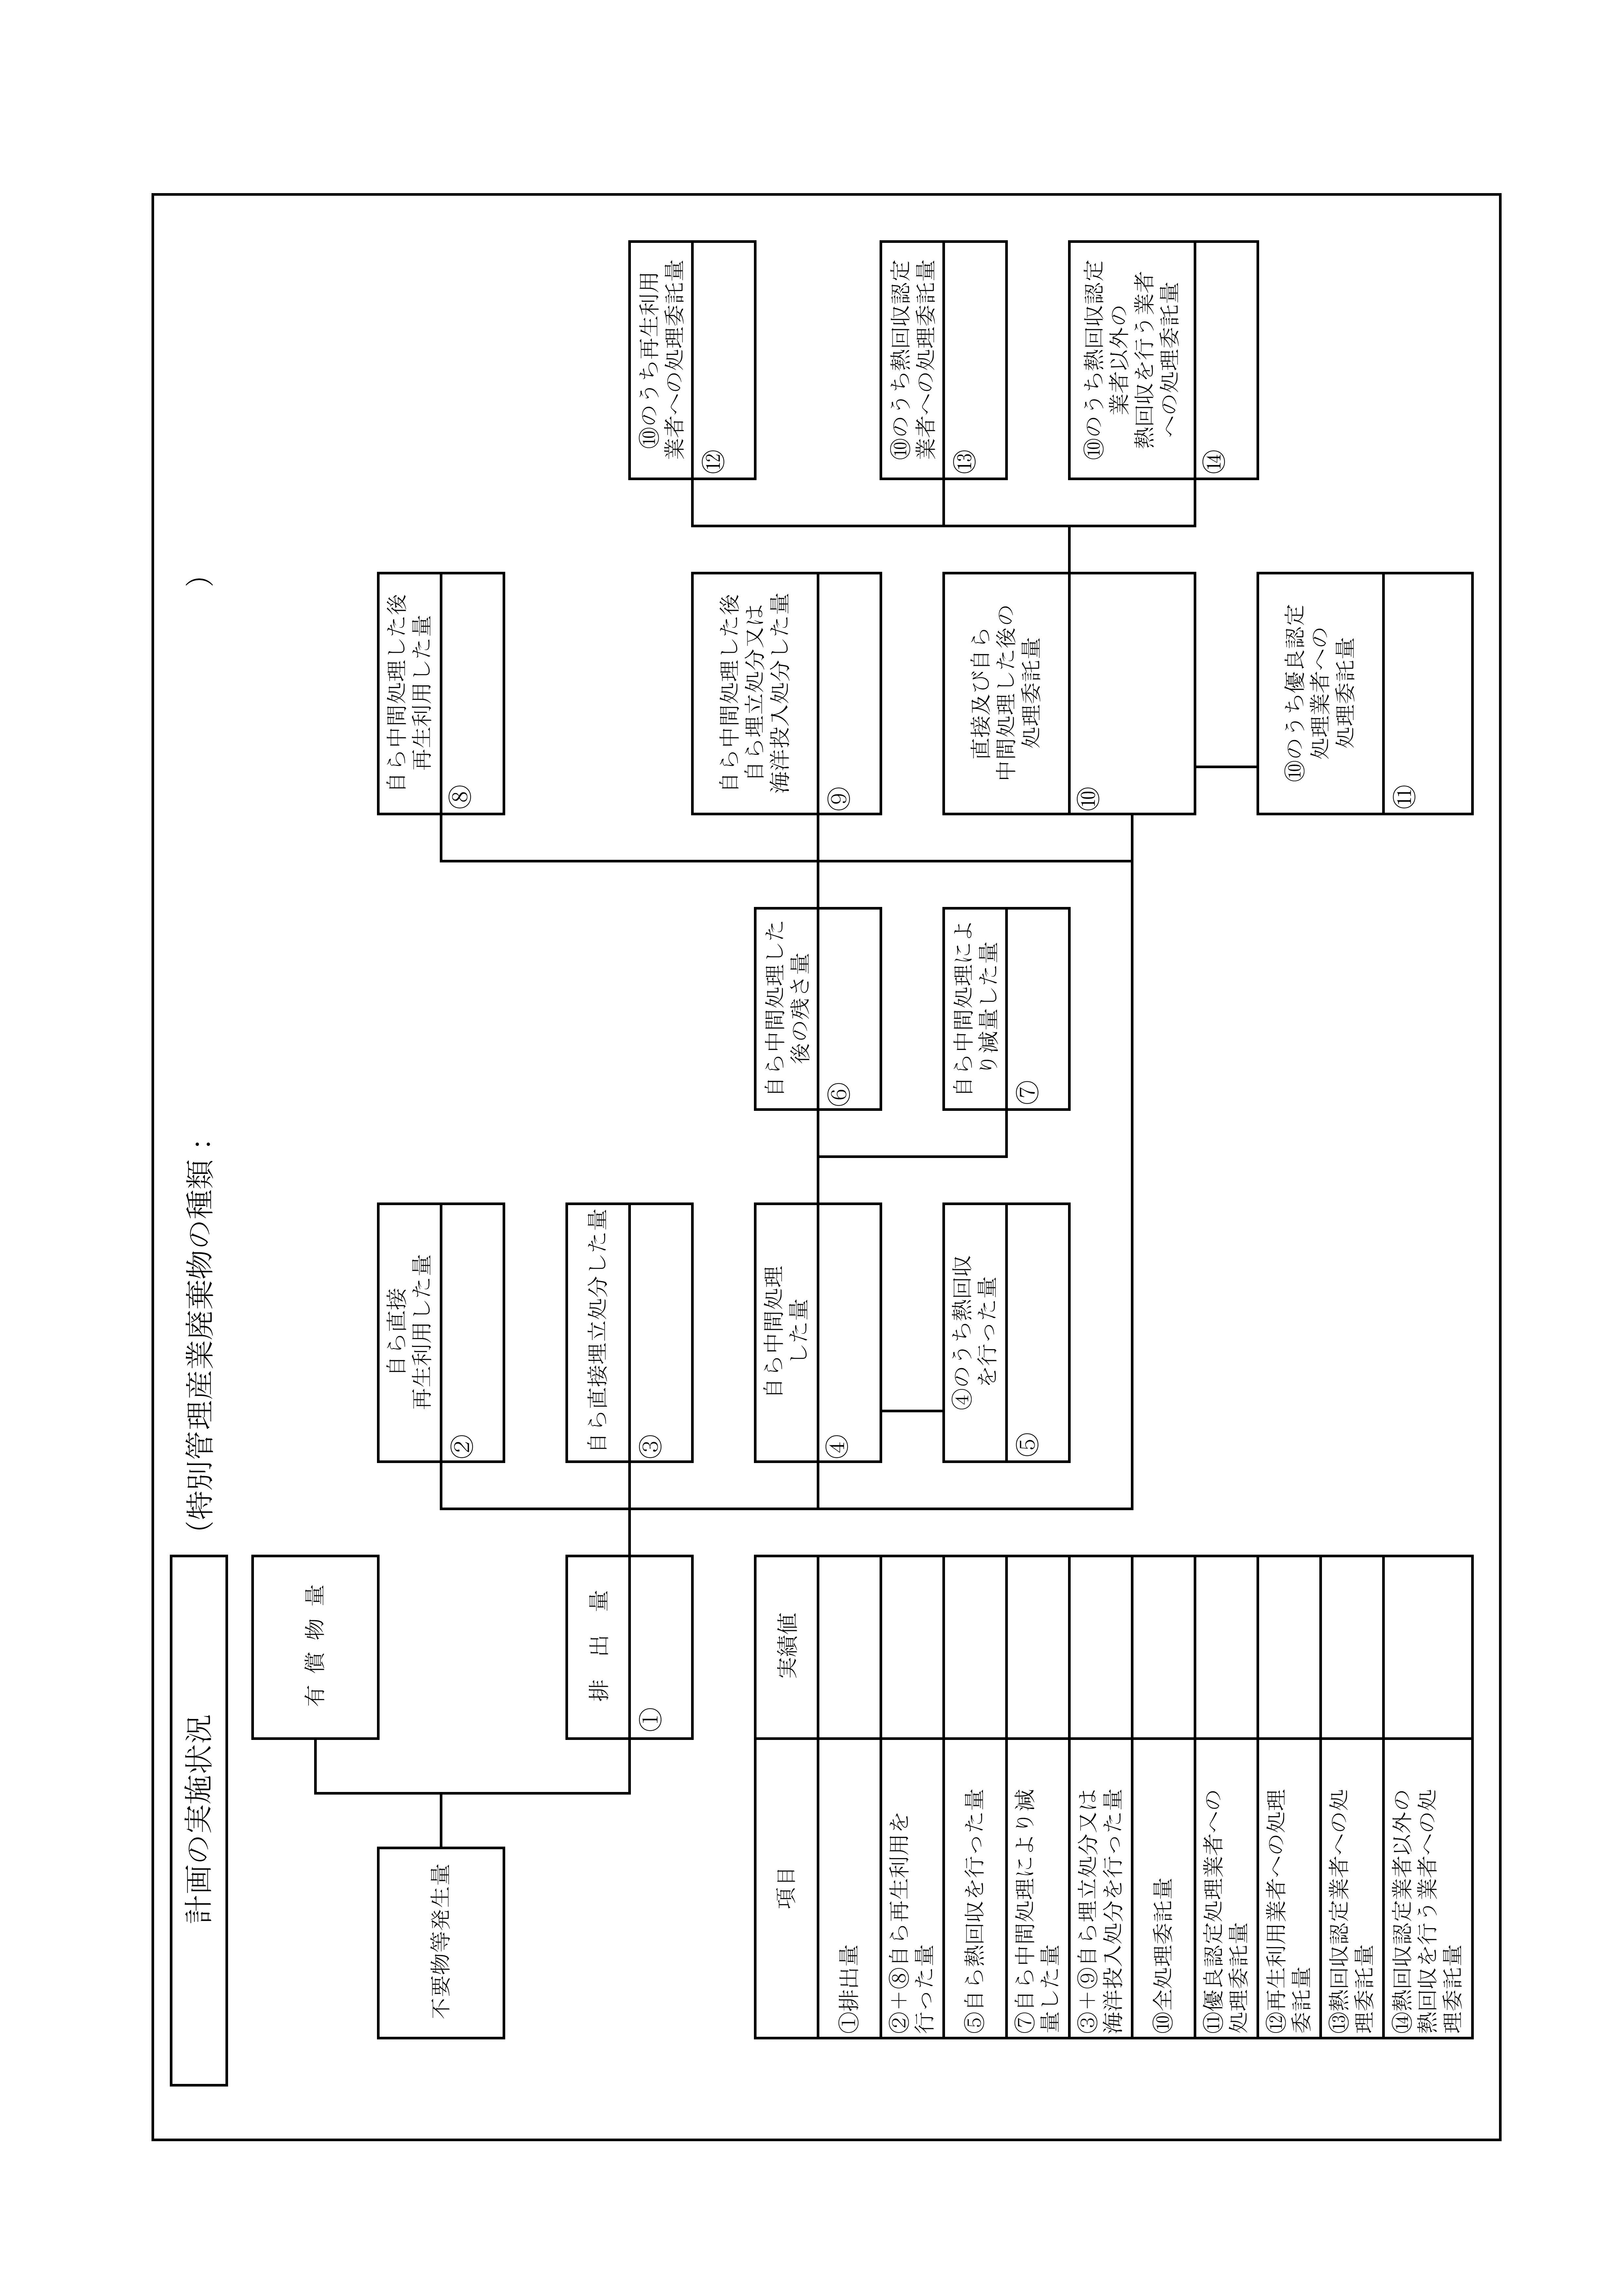 計画の実施状況
（特別管理産業廃棄物の種類：　　　　　　　　　　）
不要物等発生量
有償物量
排出量
①
自ら直接
再生利用した量
②
自ら直接埋立処分した量
③
自ら中間処理
した量
④
④のうち熱回収
を行った量
⑤
自ら中間処理した
後の残さ量
⑥
自ら中間処理によ
り減量した量
⑦
自ら中間処理した後
再生利用した量
⑧
自ら中間処理した後
自ら埋立処分又は
海洋投入処分した量
⑨
直接及び自ら
中間処理した後の
処理委託量
⑩
⑩のうち優良認定
処理業者への
処理委託量
⑪
⑩のうち再生利用
業者への処理委託量
⑫
⑩のうち熱回収認定
業者への処理委託量
⑬
⑩のうち熱回収認定
業者以外の
熱回収を行う業者
への処理委託量
⑭
項目
実績値
①排出量
②＋⑧自ら再生利用を
行った量
⑤自ら熱回収を行った量
⑦自ら中間処理により減
量した量
③＋⑨自ら埋立処分又は
海洋投入処分を行った量
⑩全処理委託量
⑪優良認定処理業者への
処理委託量
⑫再生利用業者への処理
委託量
⑬熱回収認定業者への処
理委託量
⑭熱回収認定業者以外の
熱回収を行う業者への処
理委託量